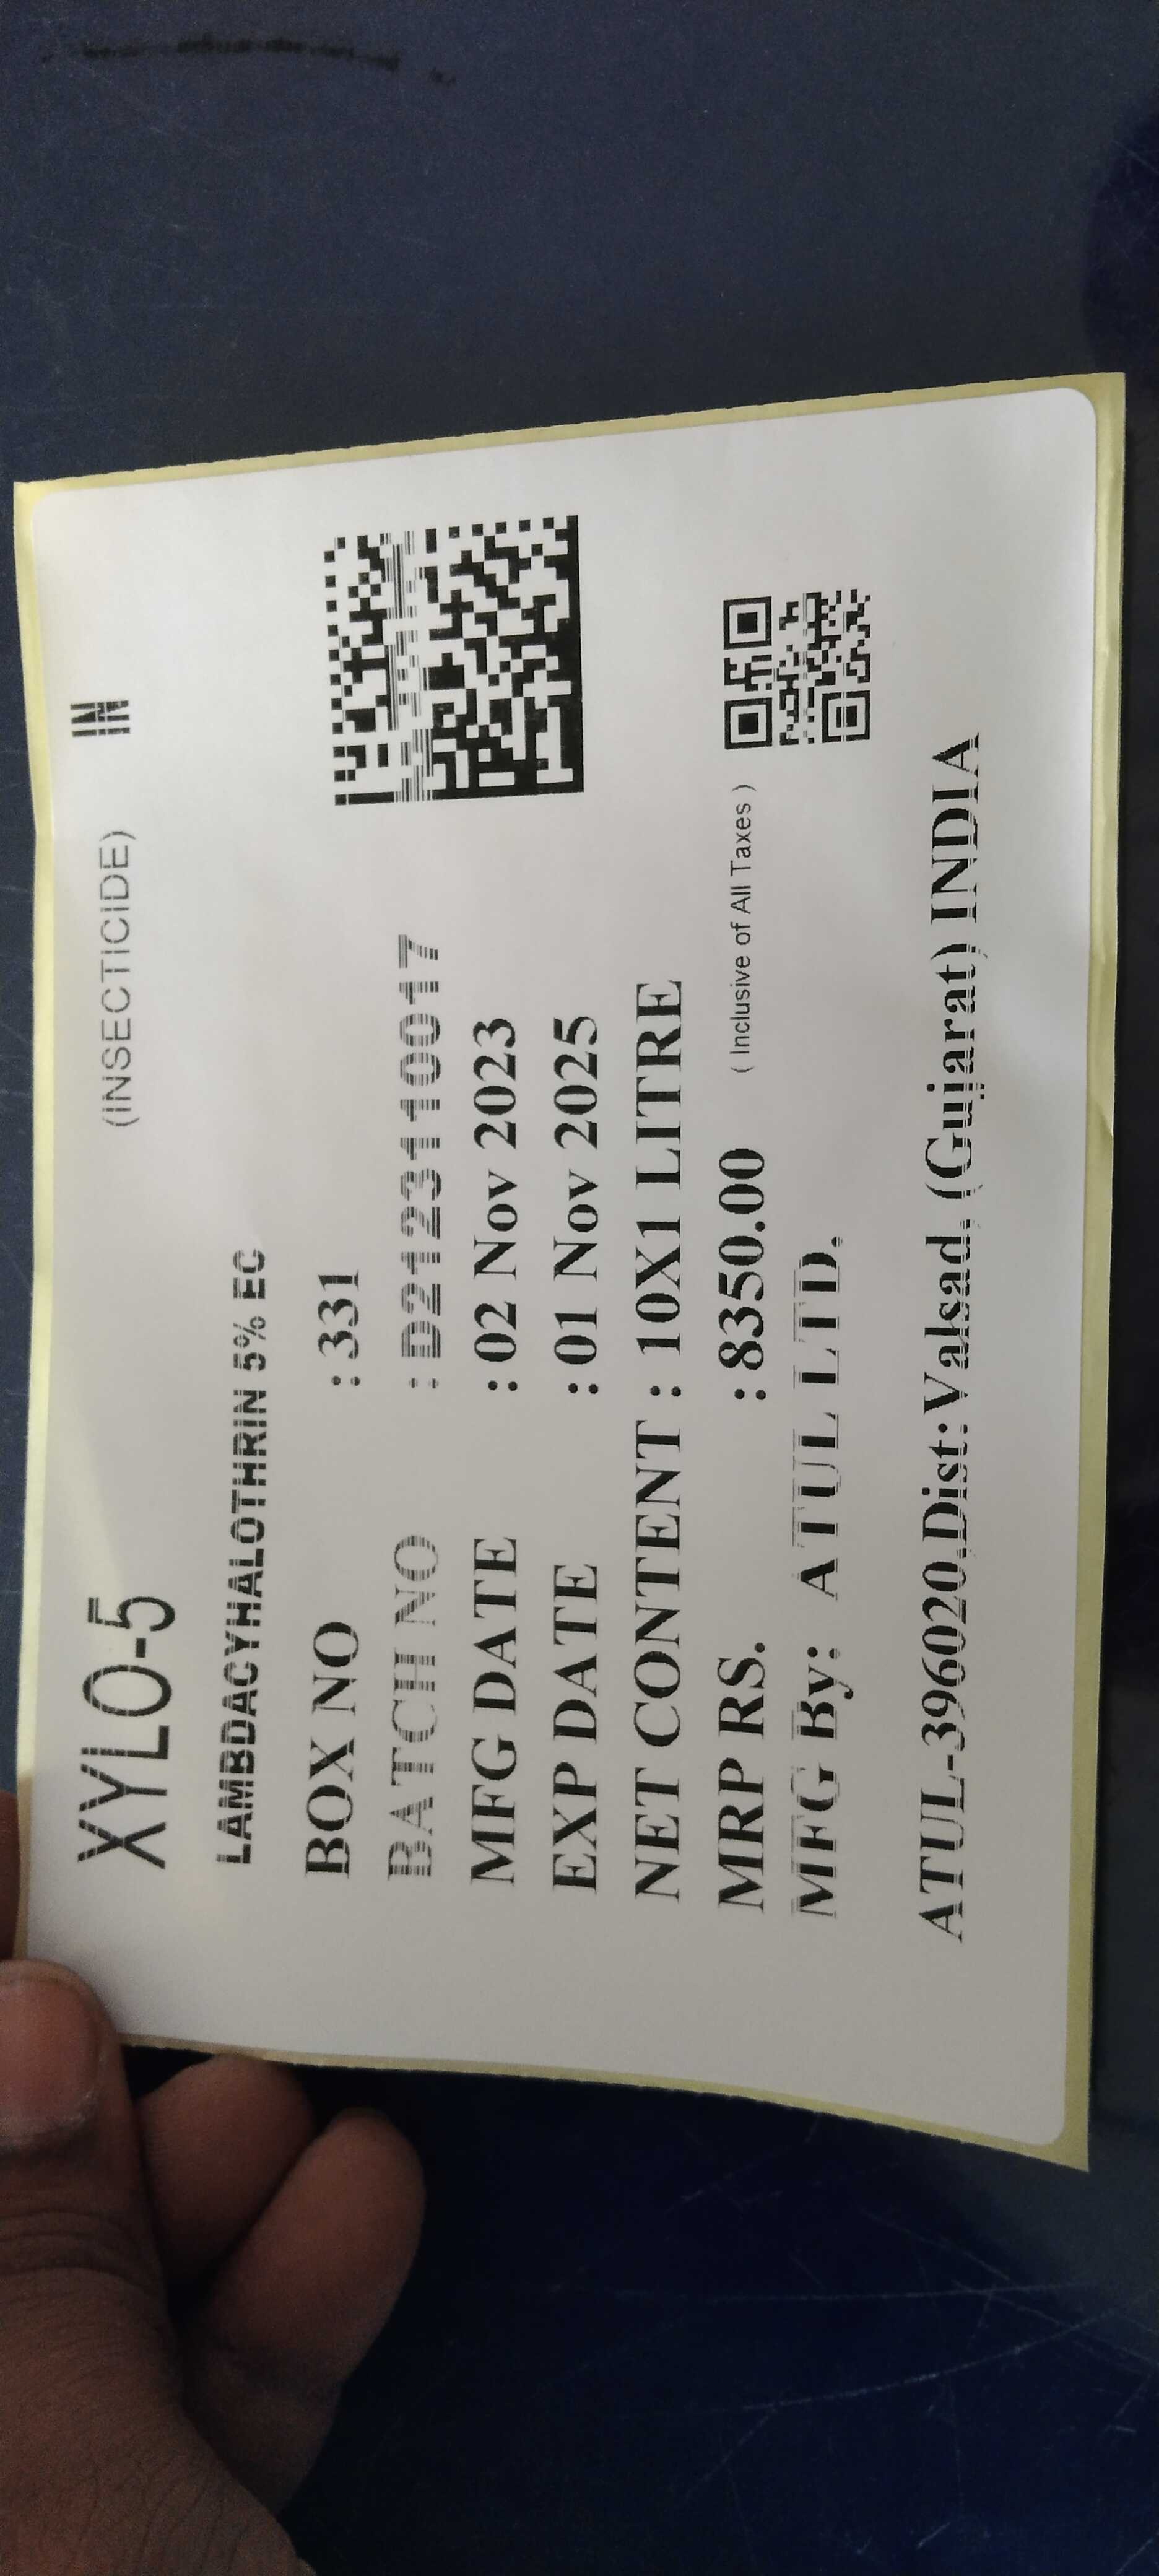 XYLO-5 (INSECTICIDE) IN
LAMBDACYHALOTHRIN 5% EC
BOX NO : 331
BATCH NO : D2123110017
MFG DATE : 02 Nov 2023
EXP DATE : 01 Nov 2025
NET CONTENT : 10X1 LITRE
MRP RS. : 8350.00 ( Inclusive of All Taxes )
MFG By: ATUL LTD.
ATUL-396020,Dist:Valsad, (Gujarat) INDIA